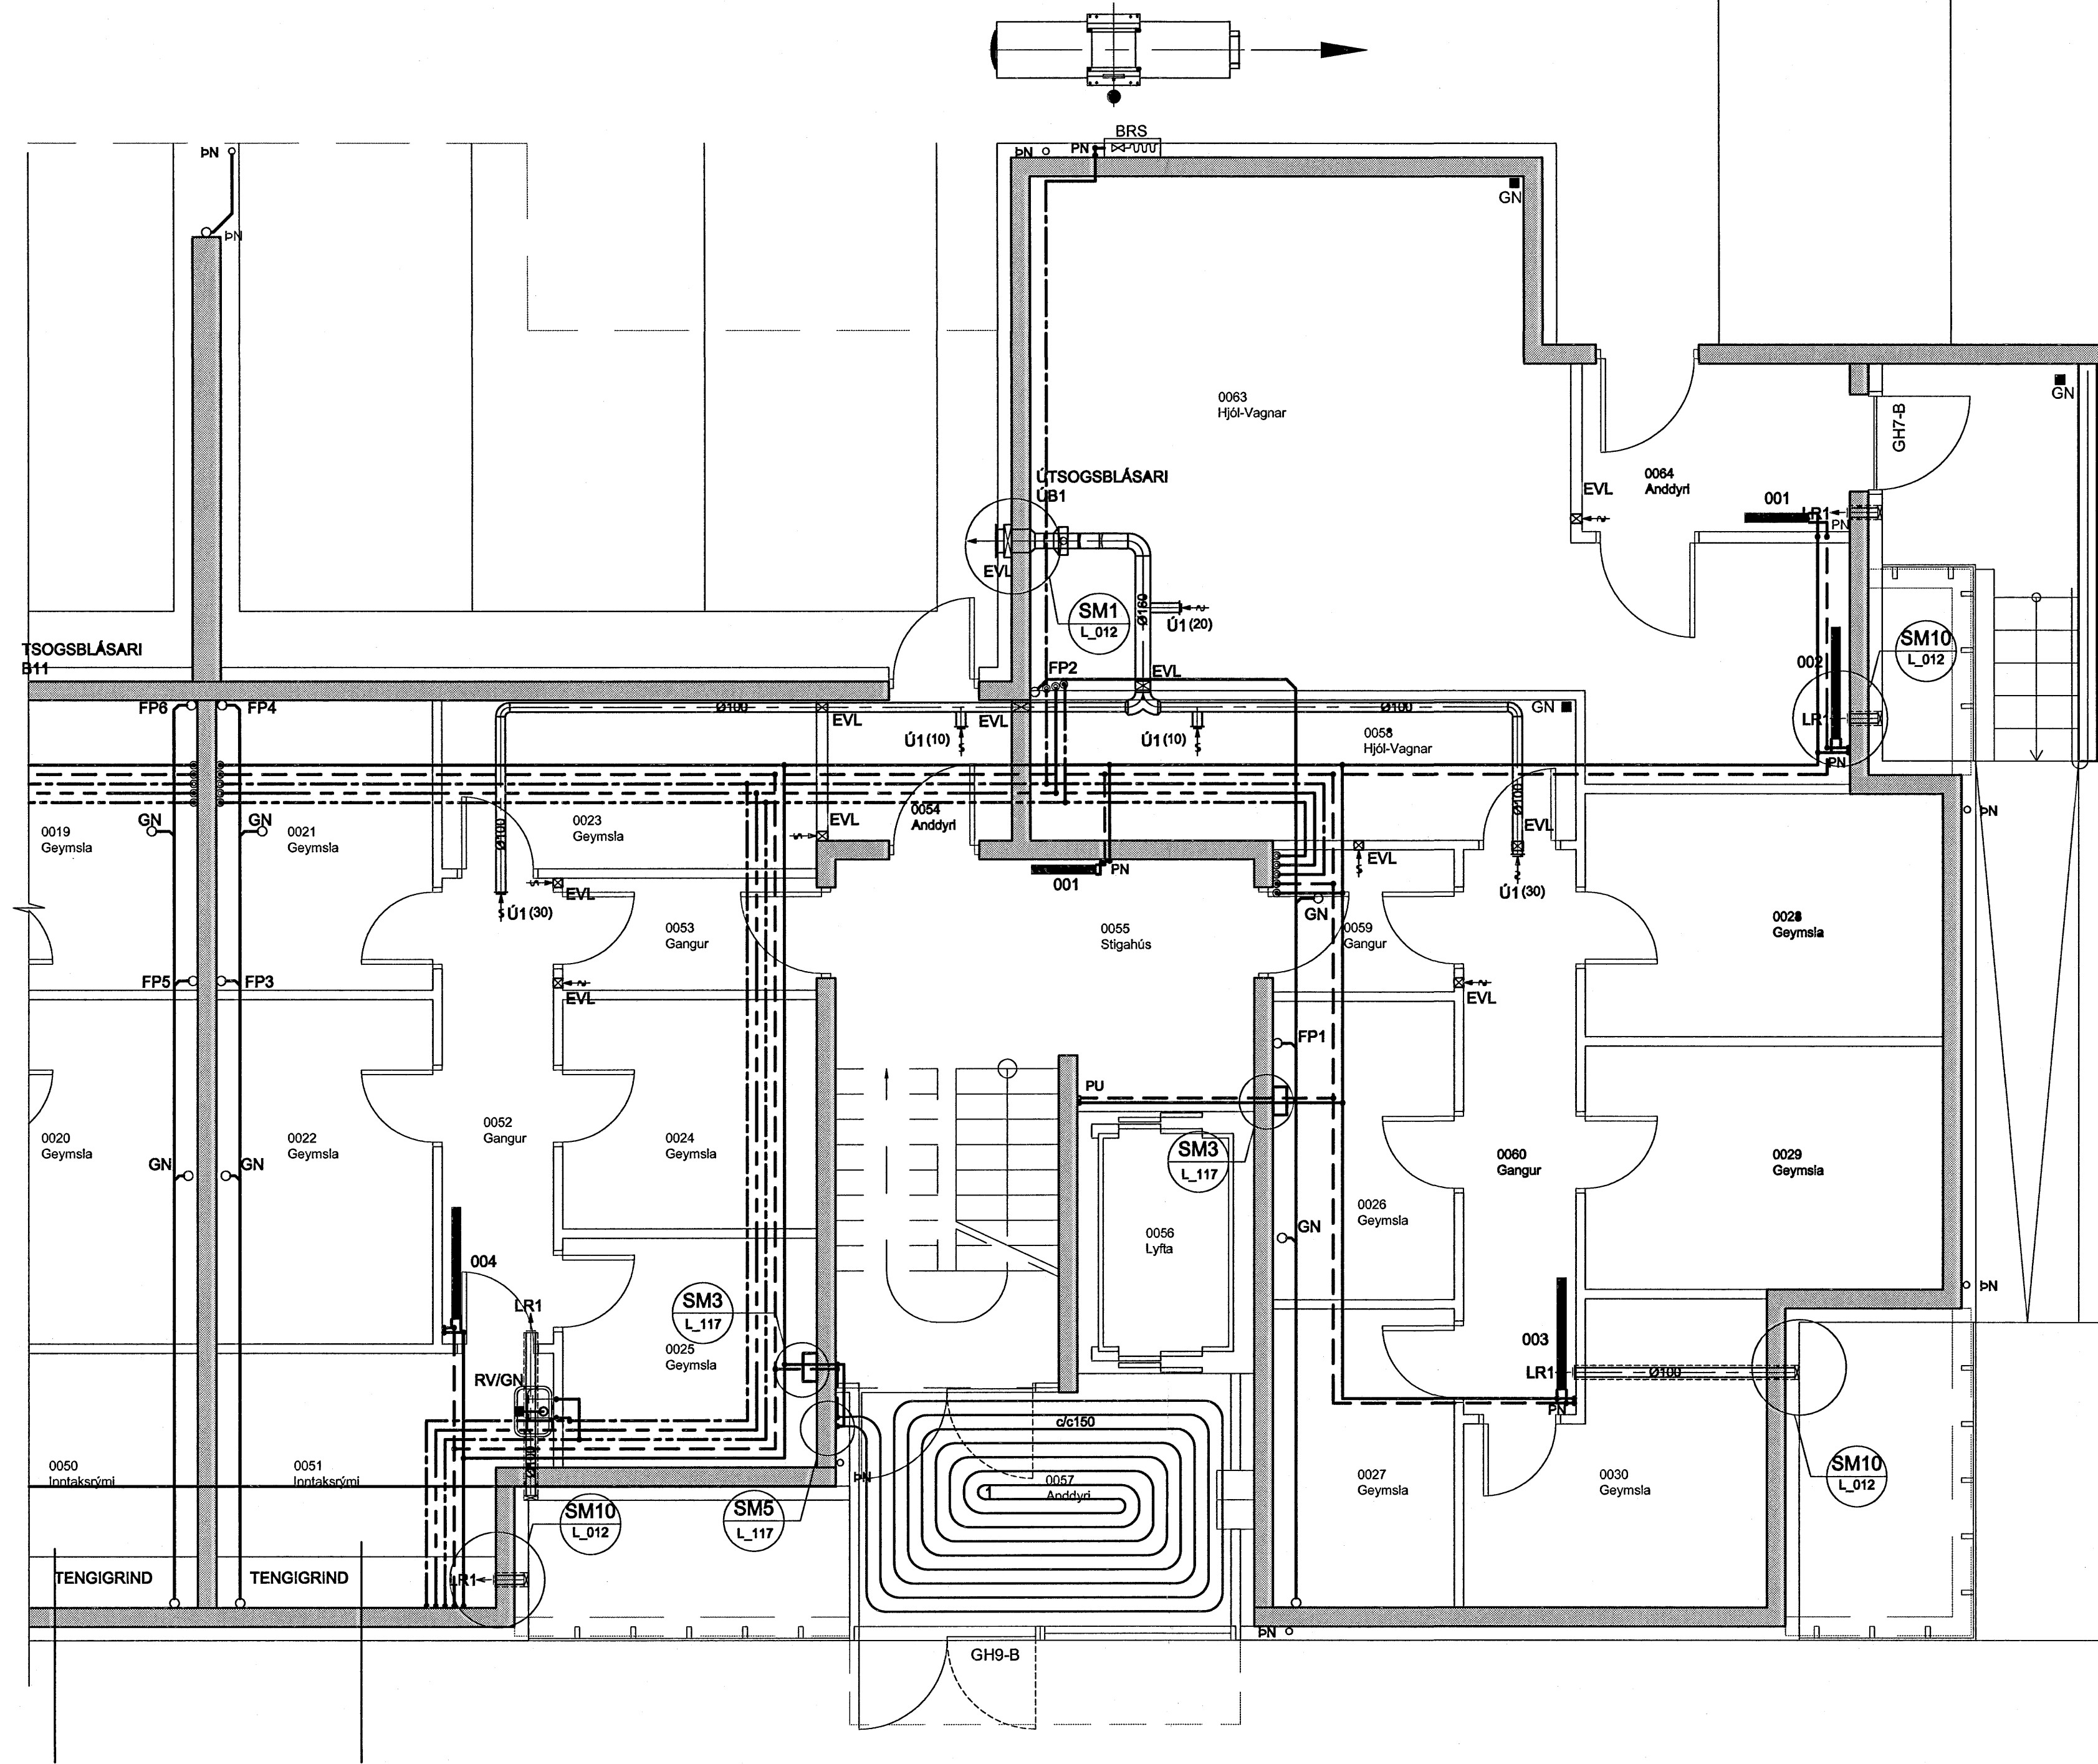 BRS
ÞN
ÞN
PN
GN
ÞN
0063
Hjól-Vagnar
GN
GH7-B
ÚTSOGSBLÁSARI
ÚB1
0064
Anddyri
EVL
001
LR1
PN
EVL
SM1
L_012
Ø160
Ú1(20)
TSOGSBLÁSARI
B11
FP2
EVL
002
SM10
L_012
FP6
FP4
Ø100
EVL
EVL
Ø100
GN
LR1
Ú1(10)
Ú1(10)
0058
Hjól-Vagnar
PN
GN
GN
0019
Geymsla
0021
Geymsla
Ø100
0023
Geymsla
EVL
0054
Anddyri
Ø100
EVL
ÞN
001
PN
EVL
EVL
Ú1(30)
Ú1(30)
GN
0053
Gangur
0055
Stigahús
0059
Gangur
0028
Geymsla
FP5
FP3
EVL
EVL
FP1
PU
0020
Geymsla
0022
Geymsla
0052
Gangur
0024
Geymsla
SM3
L_117
0060
Gangur
0029
Geymsla
GN
GN
0026
Geymsla
GN
0056
Lyfta
004
ÞN
SM3
L_117
LR1
0025
Geymsla
003
LR1
Ø100
RV/GN
PN
c/c150
0050
Inntaksrými
0051
Inntaksrými
ÞN
0057
Anddyri
1
0027
Geymsla
0030
Geymsla
SM10
L_012
SM10
L_012
SM5
L_117
TENGIGRIND
TENGIGRIND
LR1
ÞN
GH9-B